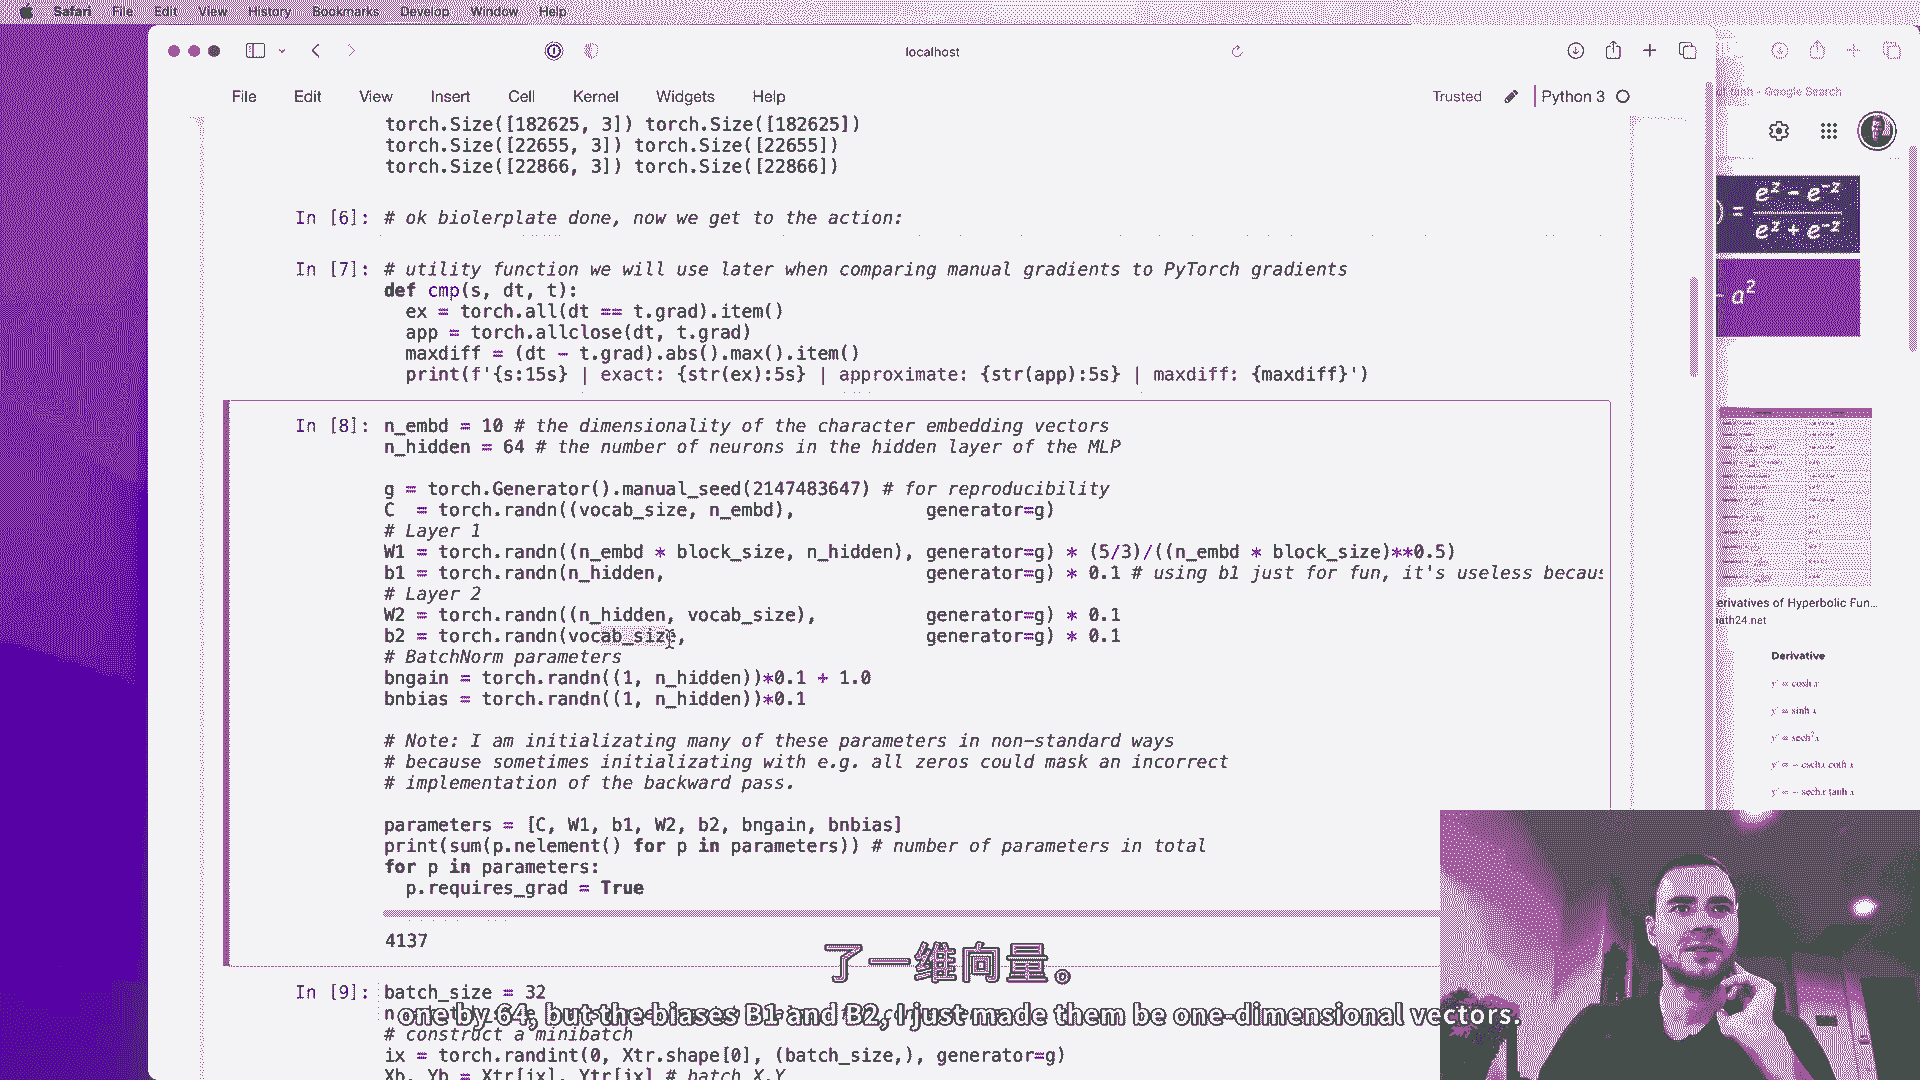 Safari File Edit View History Bookmarks Develop Window Help
localhost
File Edit View Insert Cell Kernel Widgets Help
Trusted Python 3
tanh - Google Search
torch.Size([182625, 3]) torch.Size([182625])
torch.Size([22655, 3]) torch.Size([22655])
torch.Size([22866, 3]) torch.Size([22866])
In [6]: # ok biolerplate done, now we get to the action:
In [7]: # utility function we will use later when comparing manual gradients to PyTorch gradients
def cmp(s, dt, t):
ex = torch.all(dt == t.grad).item()
app = torch.allclose(dt, t.grad)
maxdiff = (dt - t.grad).abs().max().item()
print(f'{s:15s} | exact: {str(ex):5s} | approximate: {str(app):5s} | maxdiff: {maxdiff}')
In [8]: n_embd = 10 # the dimensionality of the character embedding vectors
n_hidden = 64 # the number of neurons in the hidden layer of the MLP
g = torch.Generator().manual_seed(2147483647) # for reproducibility
C = torch.randn((vocab_size, n_embd), generator=g)
# Layer 1
W1 = torch.randn((n_embd * block_size, n_hidden), generator=g) * (5/3)/((n_embd * block_size)**0.5)
b1 = torch.randn(n_hidden, generator=g) * 0.1 # using b1 just for fun, it's useless becaus
# Layer 2
W2 = torch.randn((n_hidden, vocab_size), generator=g) * 0.1
b2 = torch.randn(vocab_size, generator=g) * 0.1
# BatchNorm parameters
bngain = torch.randn((1, n_hidden))*0.1 + 1.0
bnbias = torch.randn((1, n_hidden))*0.1
# Note: I am initializating many of these parameters in non-standard ways
# because sometimes initializating with e.g. all zeros could mask an incorrect
# implementation of the backward pass.
parameters = [C, W1, b1, W2, b2, bngain, bnbias]
print(sum(p.nelement() for p in parameters)) # number of parameters in total
for p in parameters:
p.requires_grad = True
4137
In [9]: batch_size = 32
# construct a minibatch
ix = torch.randint(0, Xtr.shape[0], (batch_size,), generator=g)
Xb, Yb = Xtr[ix], Ytr[ix] # batch X,Y
) = e^z - e^-z / e^z + e^-z
- a^2
erivatives of Hyperbolic Fun...
ath24.net
Derivative
y' = cosh x
y' = sinh x
y' = sech²x
y' = - csch x coth x
y' = - sech x tanh x
了一维向量。
one by 64, but the biases B1 and B2, I just made them be one-dimensional vectors.